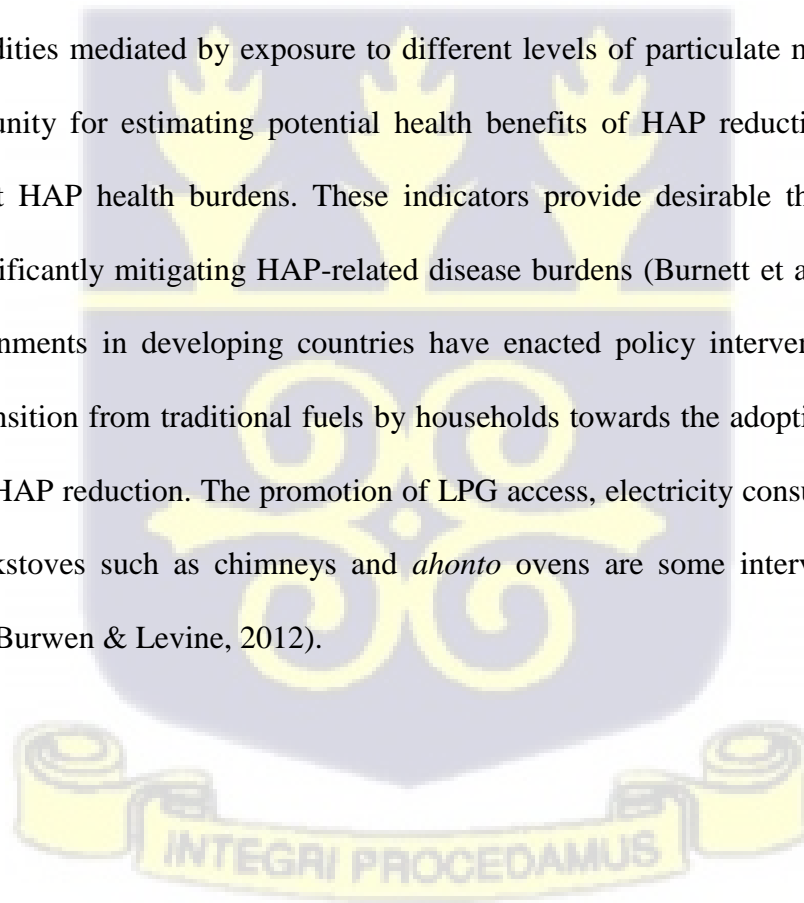 dities mediated by exposure to different levels of particulate m
unity for estimating potential health benefits of HAP reducti
t HAP health burdens. These indicators provide desirable th
ificantly mitigating HAP-related disease burdens (Burnett et a
nments in developing countries have enacted policy interver
nsition from traditional fuels by households towards the adopti
HAP reduction. The promotion of LPG access, electricity consu
kstoves such as chimneys and ahonto ovens are some interv
Burwen & Levine, 2012).
INTEGRI PROCEDAMUS